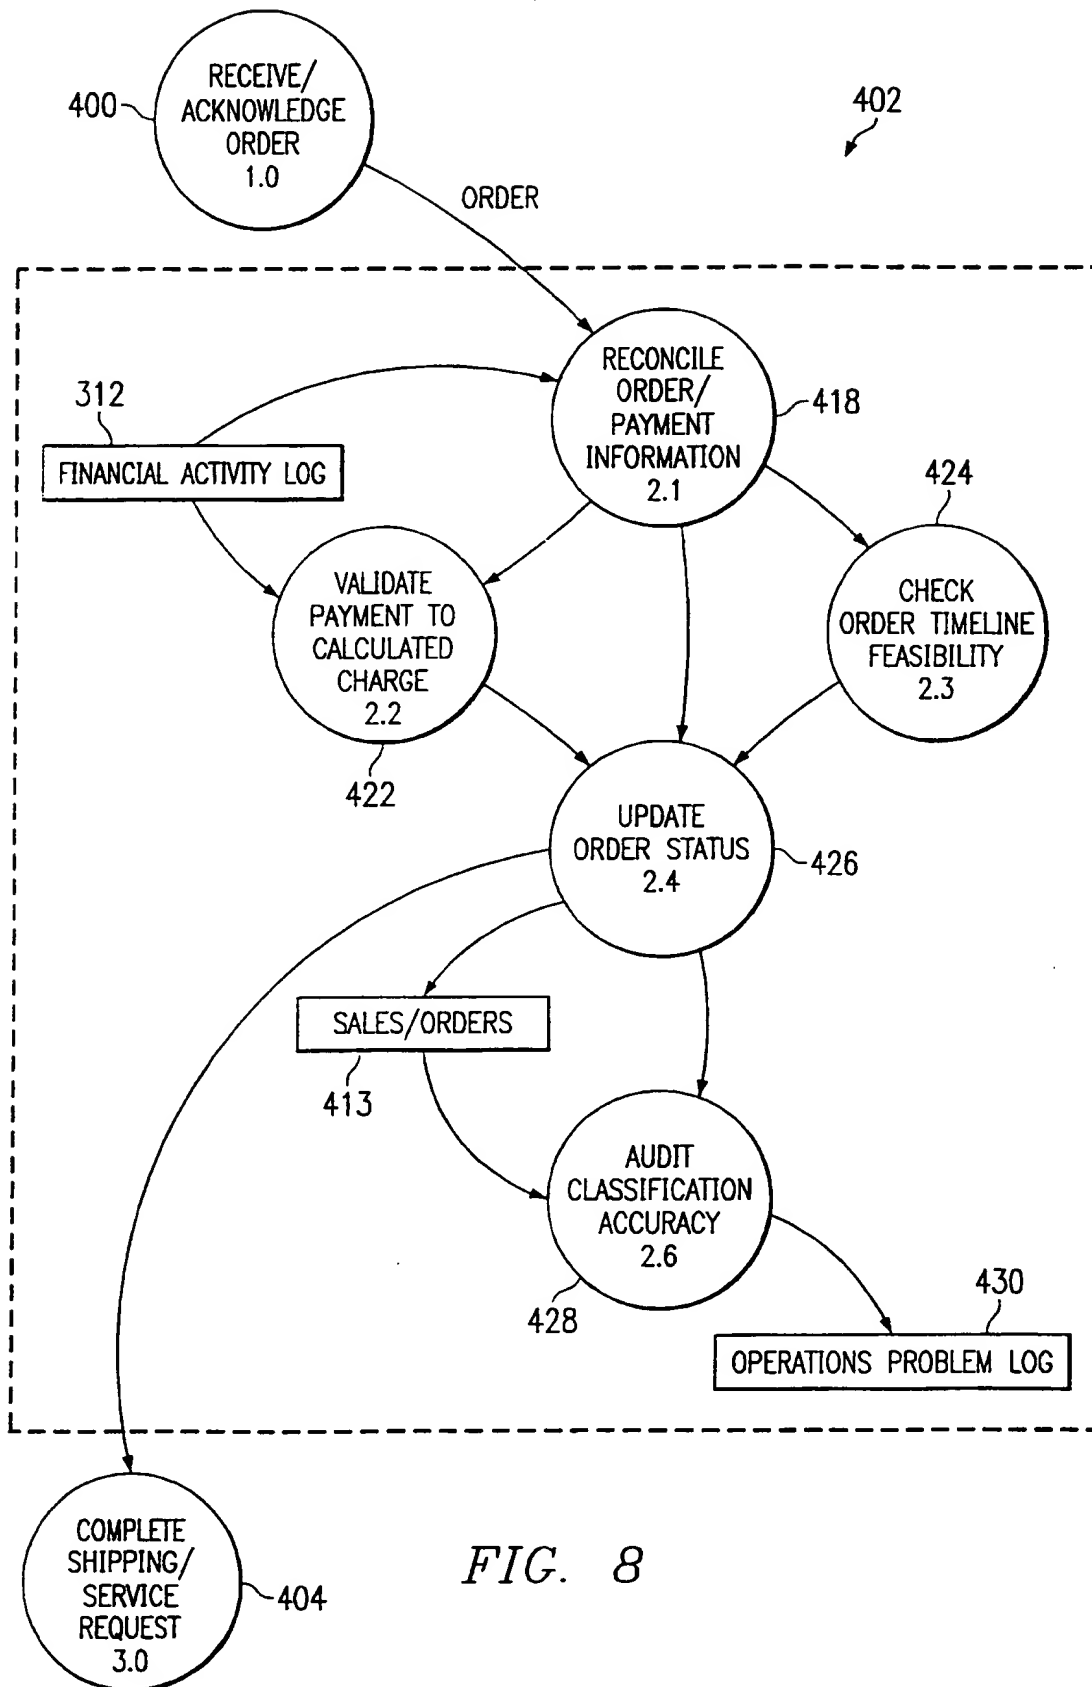 RECEIVE/
ACKNOWLEDGE
ORDER
1.0
400
402
ORDER
RECONCILE
ORDER/
PAYMENT
INFORMATION
2.1
418
312
FINANCIAL ACTIVITY LOG
424
CHECK
ORDER TIMELINE
FEASIBILITY
2.3
VALIDATE
PAYMENT TO
CALCULATED
CHARGE
2.2
422
UPDATE
ORDER STATUS
2.4
426
SALES/ORDERS
413
AUDIT
CLASSIFICATION
ACCURACY
2.6
428
430
OPERATIONS PROBLEM LOG
COMPLETE
SHIPPING/
SERVICE
REQUEST
3.0
404
FIG. 8